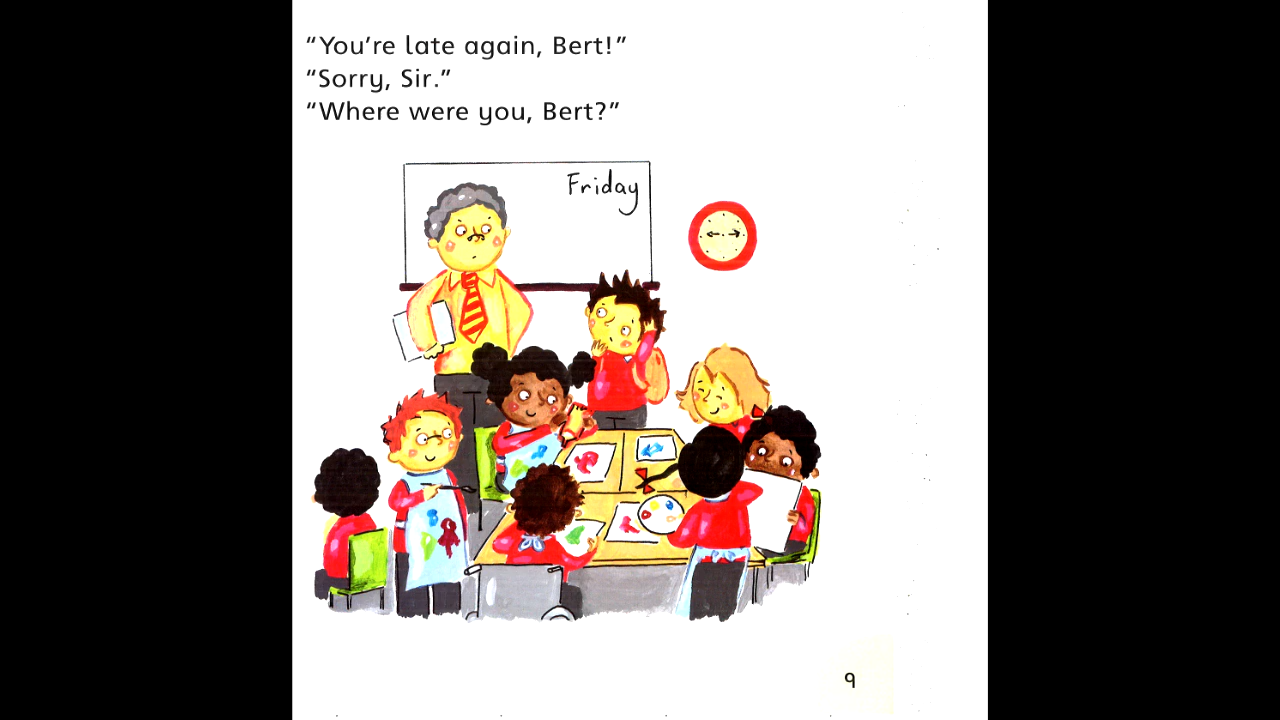 “You’re late again, Bert!”
“Sorry, Sir.”
“Where were you, Bert?”
Friday
9